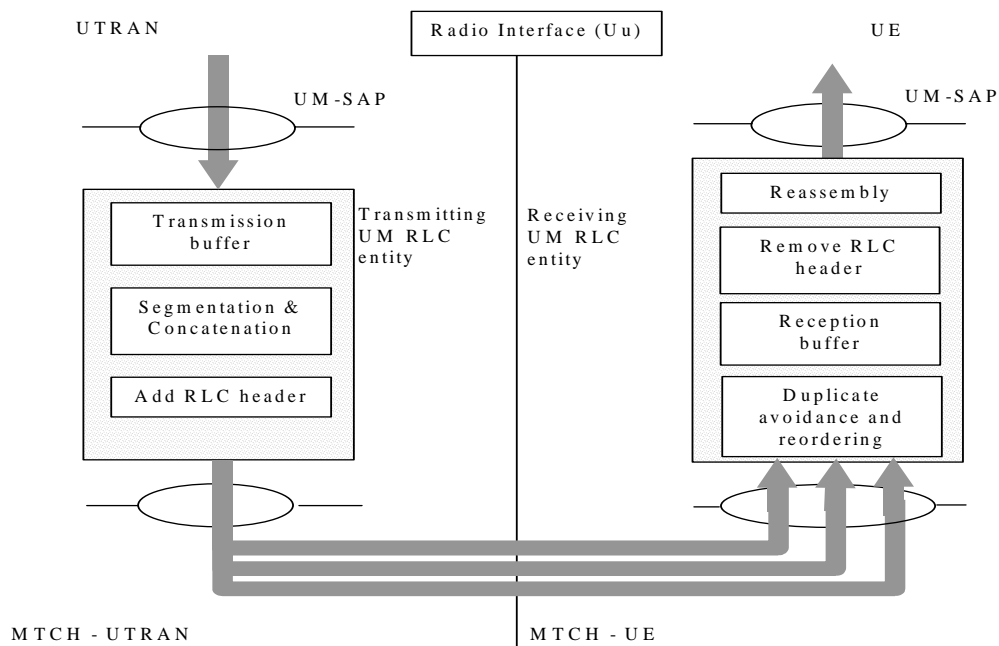 UTRAN
Radio Interface (Uu)
UE
UM-SAP
UM-SAP
Transmission
buffer
Segmentation &
Concatenation
Add RLC header
Transmitting
UM RLC
entity
Receiving
UM RLC
entity
Reassembly
Remove RLC
header
Reception
buffer
Duplicate
avoidance and
reordering
MTCH - UTRAN
MTCH - UE